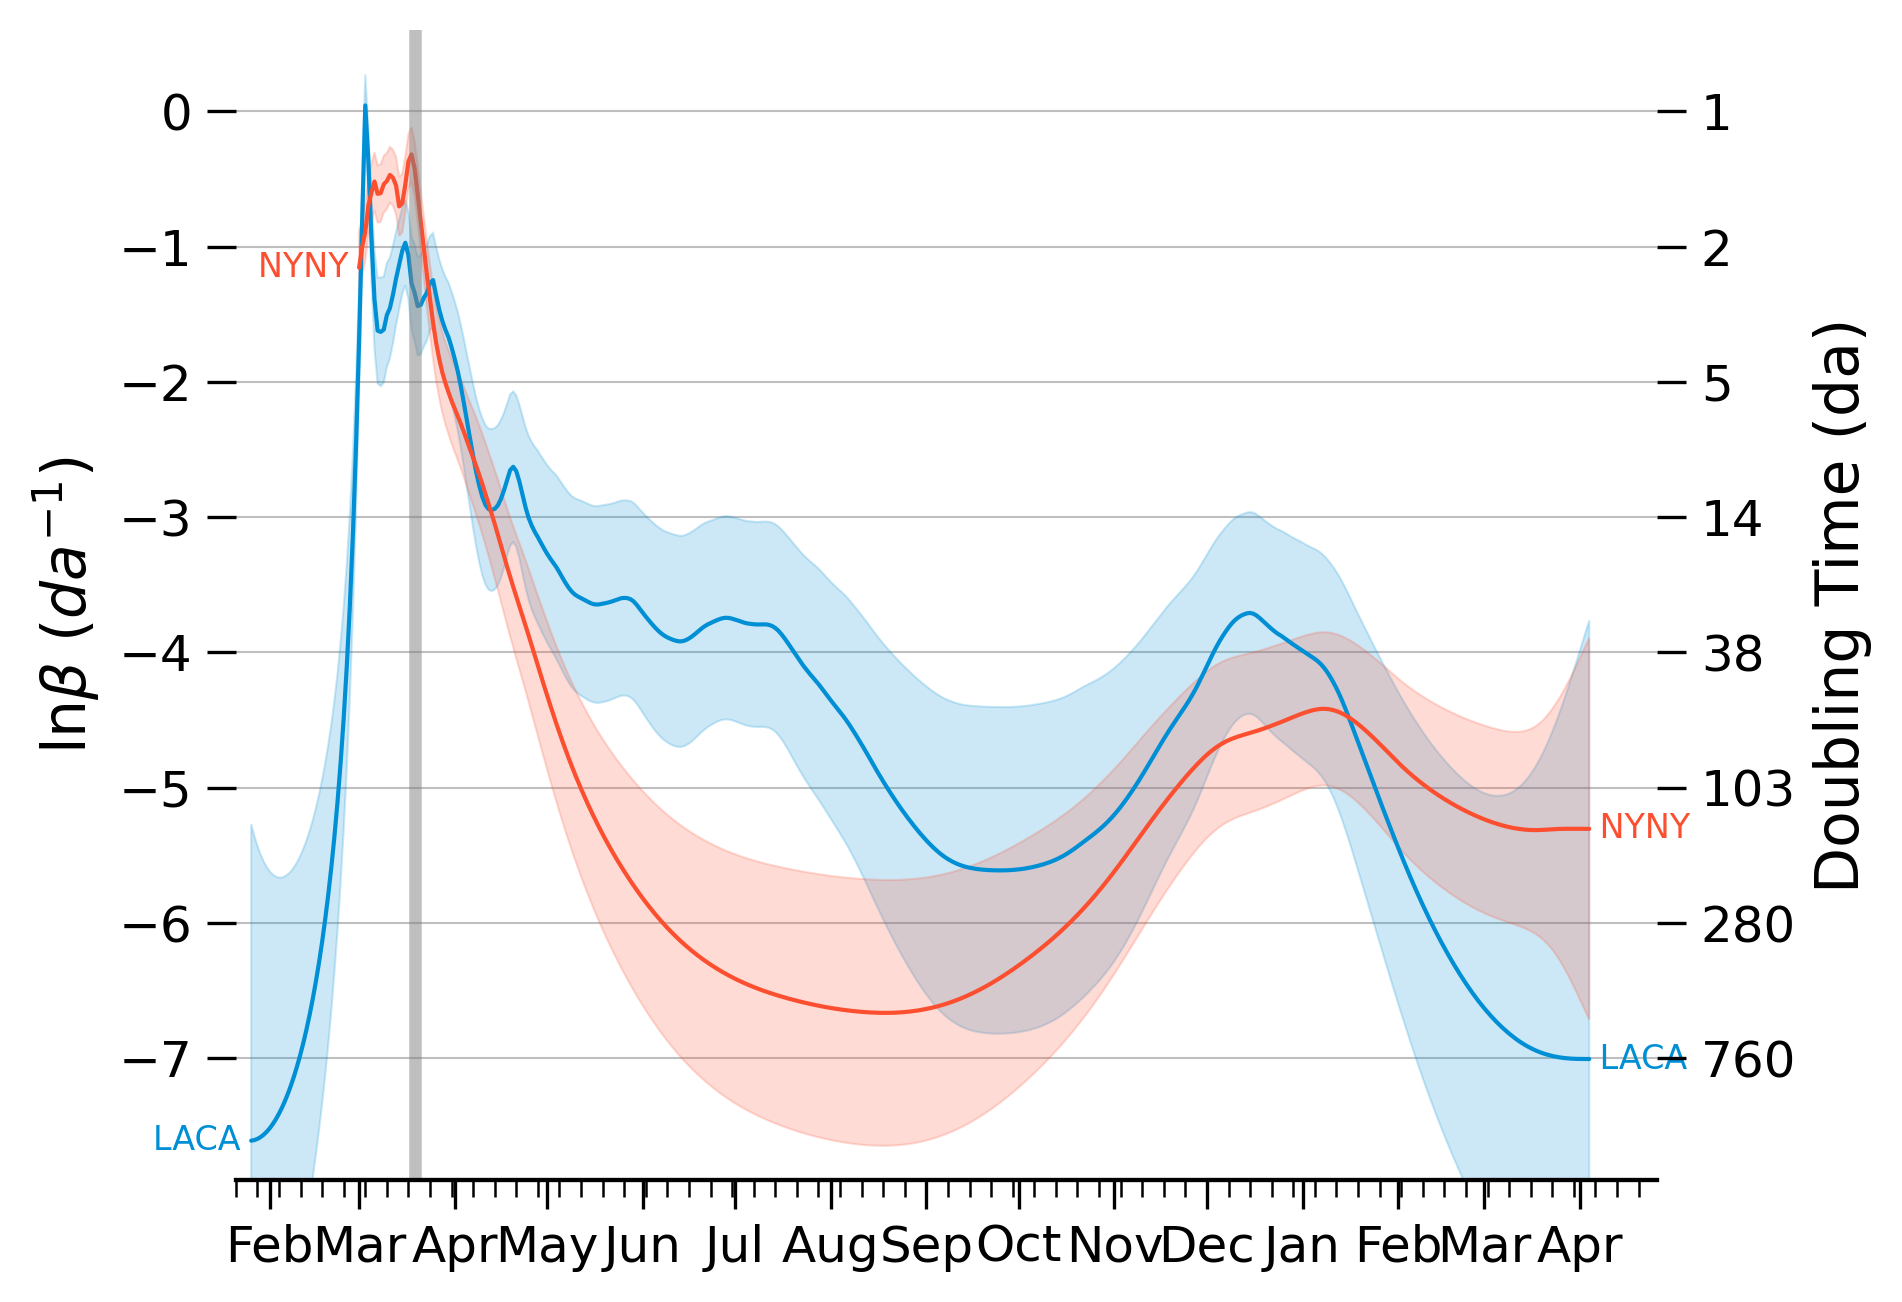 lnβ (da⁻¹)
0
−1
−2
−3
−4
−5
−6
−7
NYNY
LACA
NYNY
LACA
1
2
5
14
38
103
280
760
Doubling Time (da)
Feb Mar Apr May Jun Jul Aug Sep Oct Nov Dec Jan Feb Mar Apr